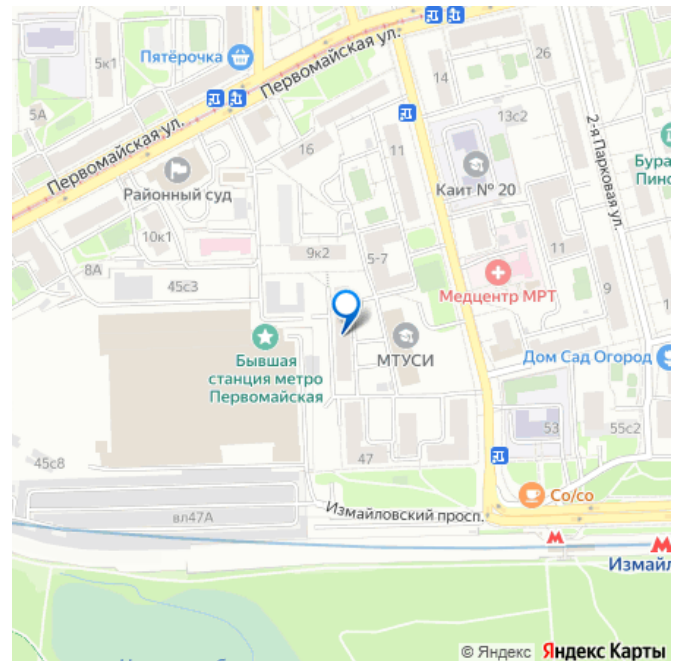 5к1
Пятёрочка
Первомайская ул.
26
14
5А
13с2
2-я Парковая ул.
Первомайская ул.
16
11
Районный суд
Каит № 20
Бура
Пинс
10к1
9к2
5-7
11
8А
45с3
Медцентр МРТ
9
Бывшая
станция метро
Первомайская
МТУСИ
Дом Сад Огород
53
55с2
45с8
47
Co/co
вл47А
Измайловский просп.
Измайл
© Яндекс Яндекс Карты